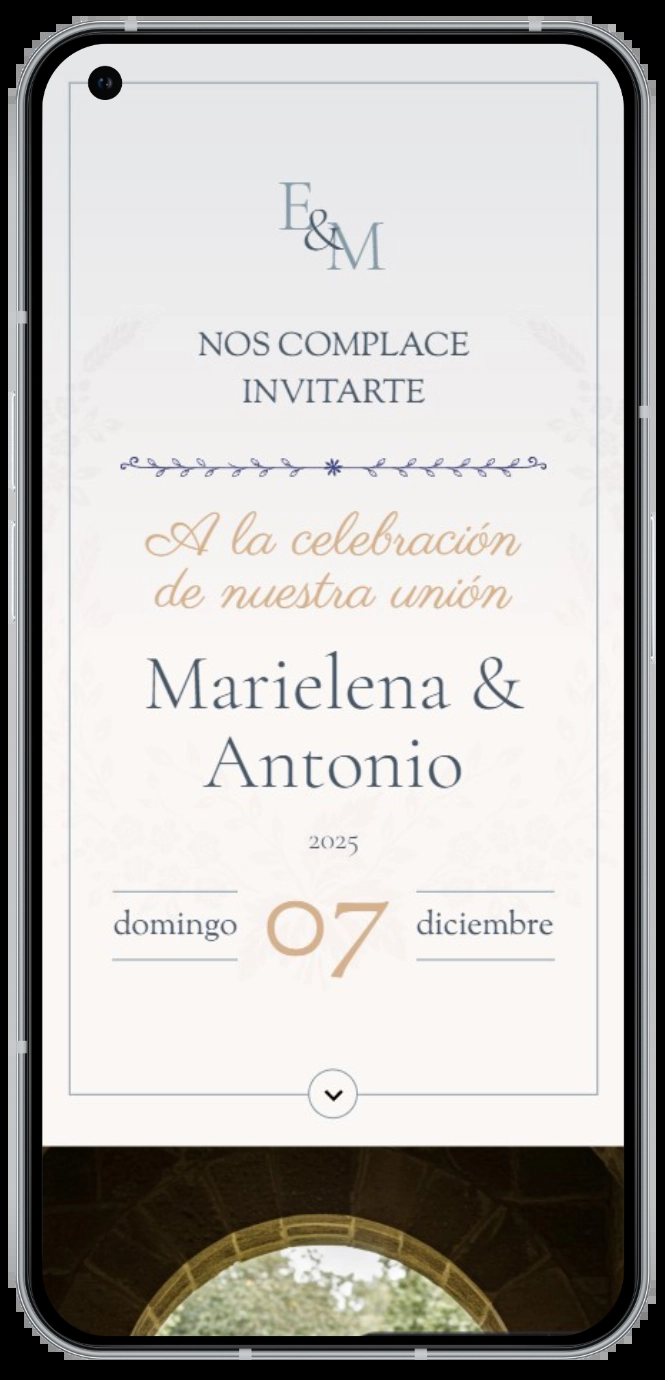 E&M
NOS COMPLACE
INVITARTE
A la celebración
de nuestra unión
Marielena &
Antonio
2025
domingo 07 diciembre